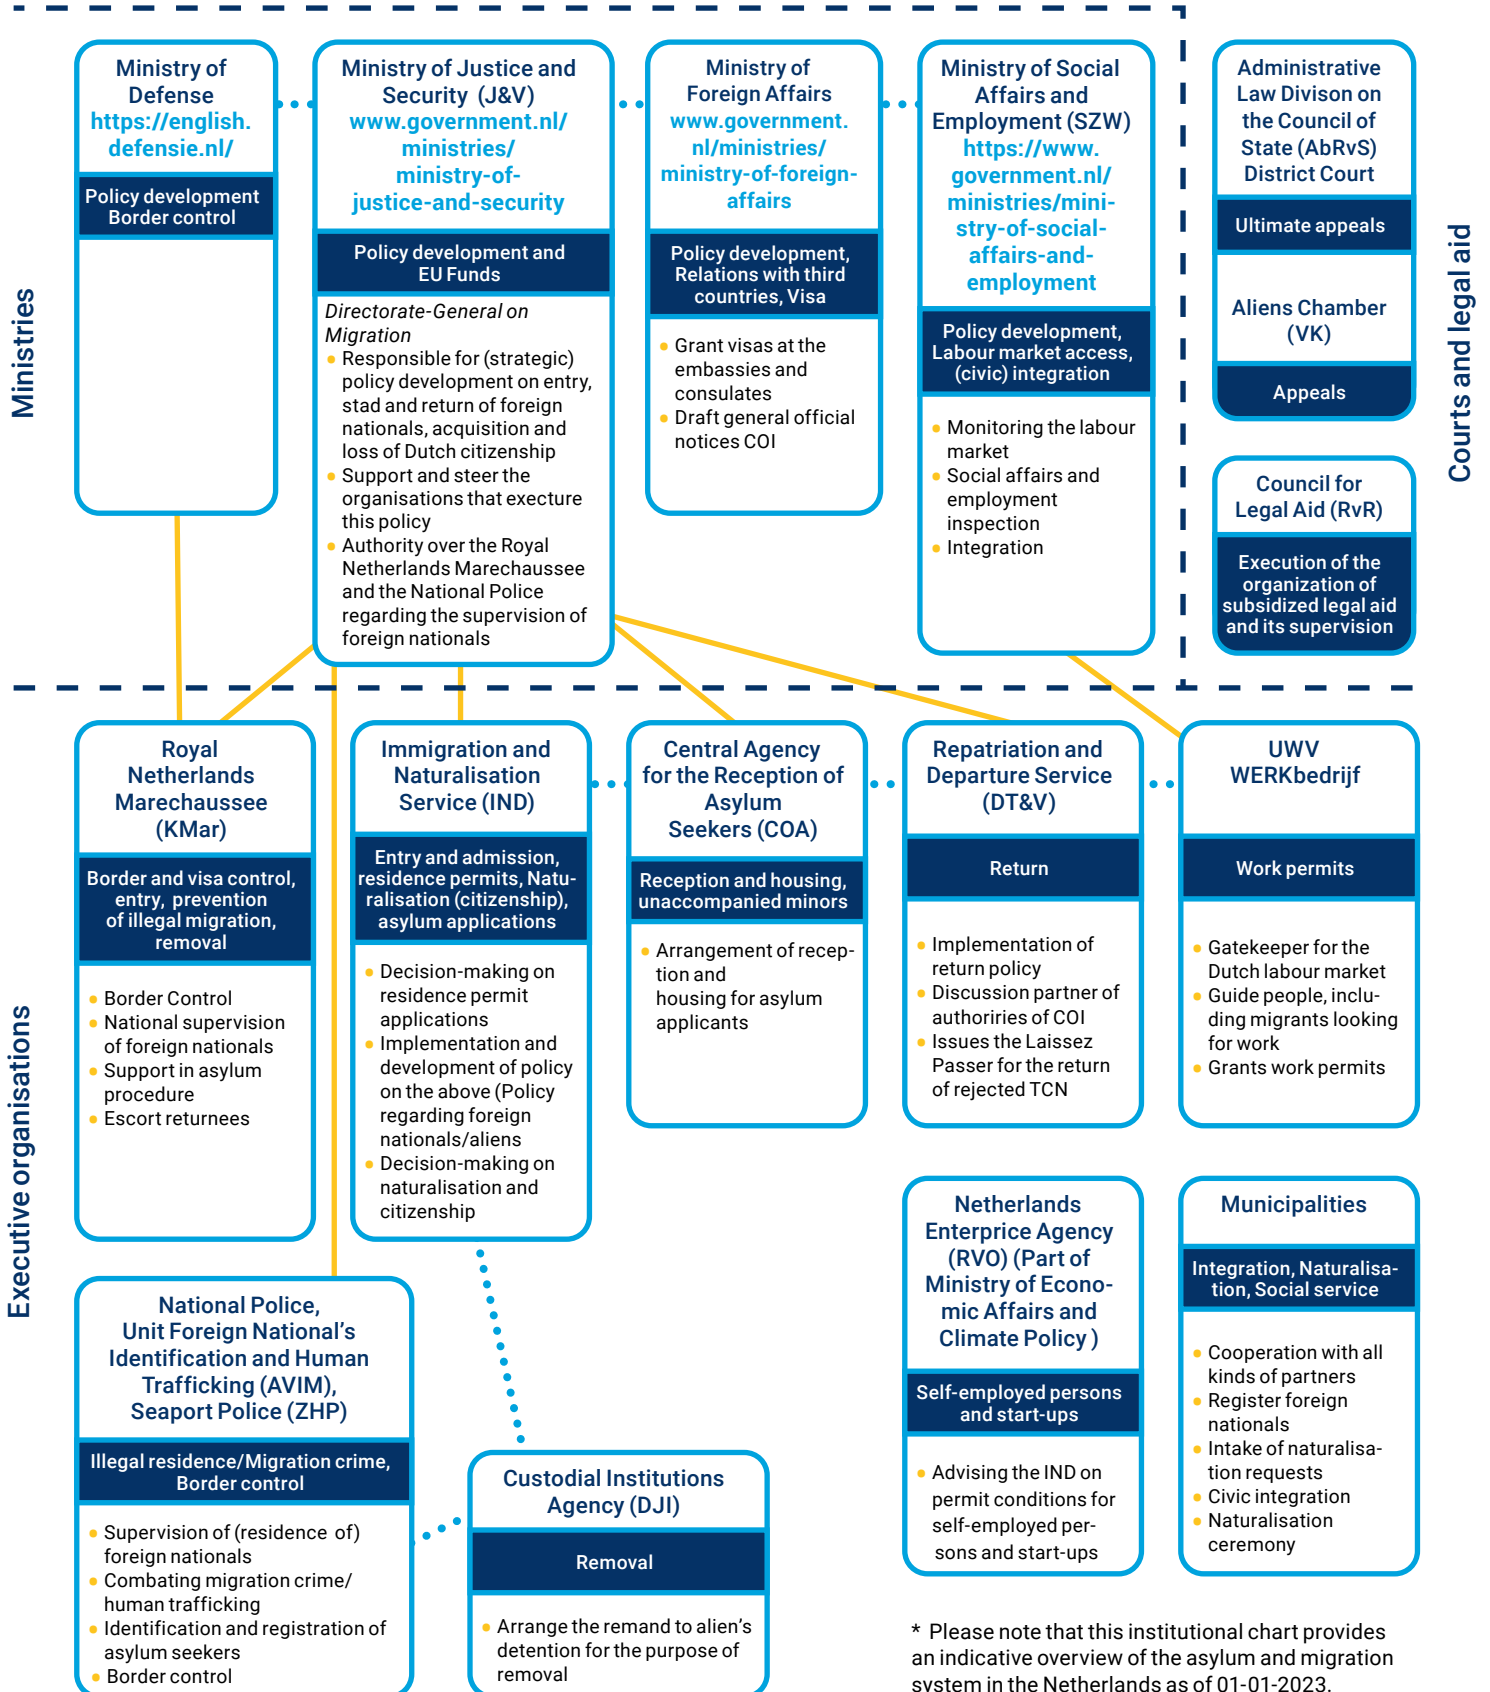 Ministries
Ministry of
Defense
https://english.
defensie.nl/
Policy development
Border control
Ministry of Justice and
Security (J&V)
www.government.nl/
ministries/
ministry-of-
justice-and-security
Policy development and
EU Funds
Directorate-General on
Migration
Responsible for (strategic)
policy development on entry,
stad and return of foreign
nationals, acquisition and
loss of Dutch citizenship
Support and steer the
organisations that execture
this policy
Authority over the Royal
Netherlands Marechaussee
and the National Police
regarding the supervision of
foreign nationals
Ministry of
Foreign Affairs
www.government.
nl/ministries/
ministry-of-foreign-
affairs
Policy development,
Relations with third
countries, Visa
Grant visas at the
embassies and
consulates
Draft general official
notices COI
Ministry of Social
Affairs and
Employment (SZW)
https://www.
government.nl/
ministries/mini-
stry-of-social-
affairs-and-
employment
Policy development,
Labour market access,
(civic) integration
Monitoring the labour
market
Social affairs and
employment
inspection
Integration
Courts and legal aid
Administrative
Law Divison on
the Council of
State (AbRvS)
District Court
Ultimate appeals
Aliens Chamber
(VK)
Appeals
Council for
Legal Aid (RvR)
Execution of the
organization of
subsidized legal aid
and its supervision
Executive organisations
Royal
Netherlands
Marechaussee
(KMar)
Border and visa control,
entry, prevention
of illegal migration,
removal
Border Control
National supervision
of foreign nationals
Support in asylum
procedure
Escort returnees
Immigration and
Naturalisation
Service (IND)
Entry and admission,
residence permits, Natu-
ralisation (citizenship),
asylum applications
Decision-making on
residence permit
applications
Implementation and
development of policy
on the above (Policy
regarding foreign
nationals/aliens
Decision-making on
naturalisation and
citizenship
Central Agency
for the Reception of
Asylum
Seekers (COA)
Reception and housing,
unaccompanied minors
Arrangement of recep-
tion and
housing for asylum
applicants
Repatriation and
Departure Service
(DT&V)
Return
Implementation of
return policy
Discussion partner of
authoriries of COI
Issues the Laissez
Passer for the return
of rejected TCN
UWV
WERKbedrijf
Work permits
Gatekeeper for the
Dutch labour market
Guide people, inclu-
ding migrants looking
for work
Grants work permits
National Police,
Unit Foreign National's
Identification and Human
Trafficking (AVIM),
Seaport Police (ZHP)
Illegal residence/Migration crime,
Border control
Supervision of (residence of)
foreign nationals
Combating migration crime/
human trafficking
Identification and registration of
asylum seekers
Border control
Custodial Institutions
Agency (DJI)
Removal
Arrange the remand to alien's
detention for the purpose of
removal
Netherlands
Enterprice Agency
(RVO) (Part of
Ministry of Econo-
mic Affairs and
Climate Policy )
Self-employed persons
and start-ups
Advising the IND on
permit conditions for
self-employed per-
sons and start-ups
Municipalities
Integration, Naturalisa-
tion, Social service
Cooperation with all
kinds of partners
Register foreign
nationals
Intake of naturalisa-
tion requests
Civic integration
Naturalisation
ceremony
* Please note that this institutional chart provides
an indicative overview of the asylum and migration
system in the Netherlands as of 01-01-2023.